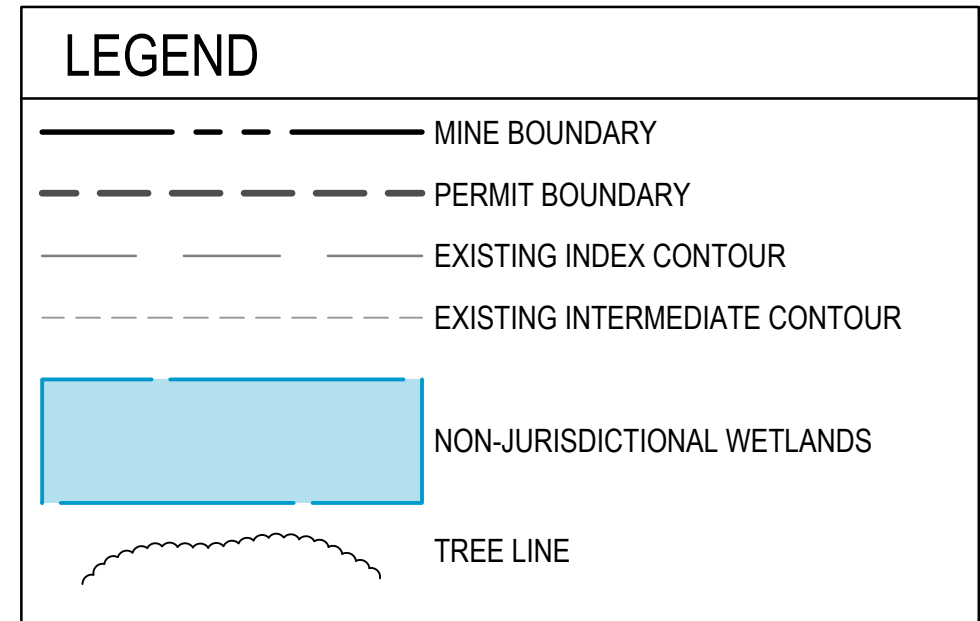 LEGEND
MINE BOUNDARY
PERMIT BOUNDARY
EXISTING INDEX CONTOUR
EXISTING INTERMEDIATE CONTOUR
NON-JURISDICTIONAL WETLANDS
TREE LINE